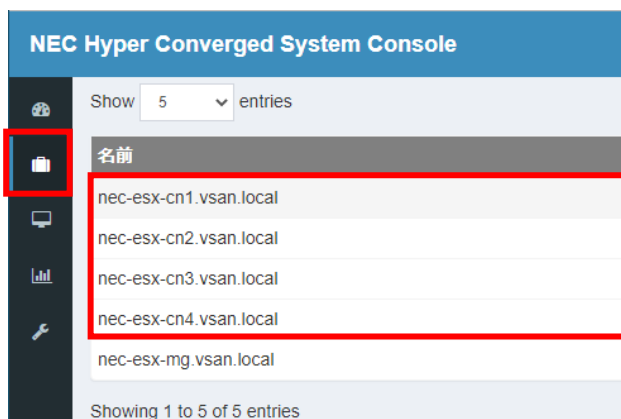 NEC Hyper Converged System Console
Show 5 entries
名前
nec-esx-cn1.vsan.local
nec-esx-cn2.vsan.local
nec-esx-cn3.vsan.local
nec-esx-cn4.vsan.local
nec-esx-mg.vsan.local
Showing 1 to 5 of 5 entries